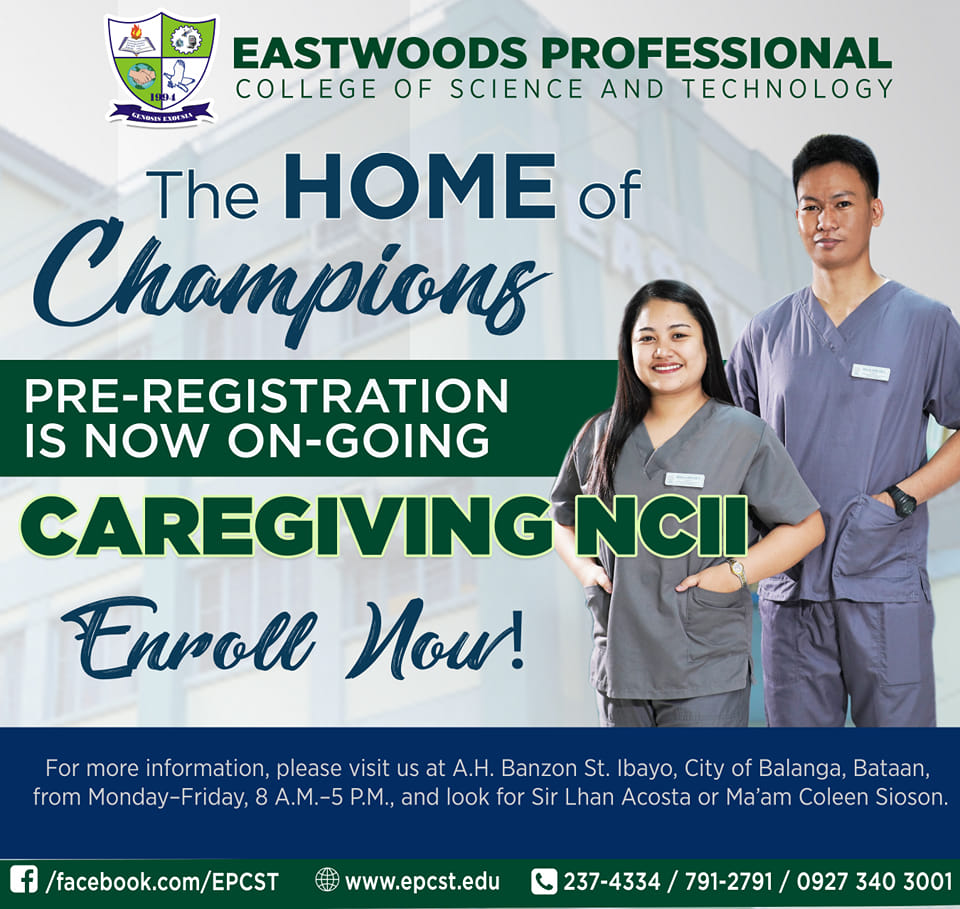 EASTWOODS PROFESSIONAL
COLLEGE OF SCIENCE AND TECHNOLOGY
1994
GENOSIS EXOUSIA
The HOME of
Champions
PRE-REGISTRATION
IS NOW ON-GOING
CAREGIVING NCII
Enroll Now!
For more information, please visit us at A.H. Banzon St. Ibayo, City of Balanga, Bataan,
from Monday–Friday, 8 A.M.–5 P.M., and look for Sir Lhan Acosta or Ma'am Coleen Sioson.
/facebook.com/EPCST www.epcst.edu 237-4334 / 791-2791 / 0927 340 3001